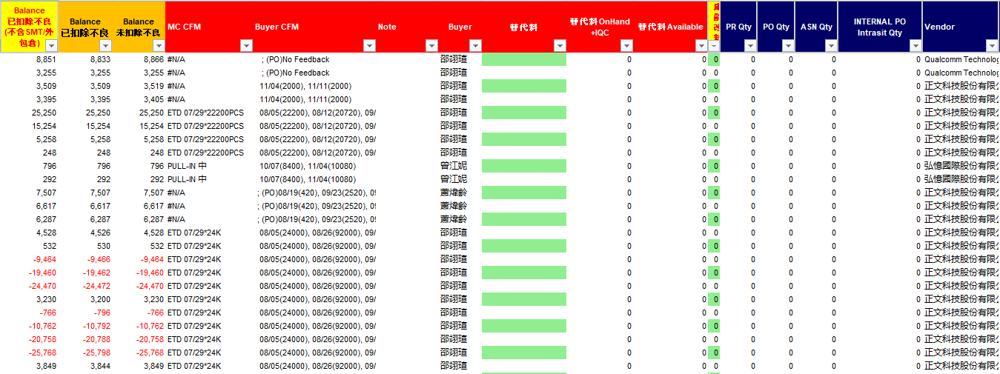 Balance 已扣除不良 (不含SMT/外包含) Balance 已扣除不良 Balance 未扣除不良 MC CFM Buyer CFM Note Buyer 替代料 替代料OnHand +IQC 替代料Available PR Qty PO Qty ASN Qty INTERNAL PO Intrasit Qty Vendor
8,851 8,833 8,866 #N/A ; (PO)No Feedback 邵翊瑄 0 0 0 0 0 0 0 Qualcomm Technolog
3,255 3,255 3,255 #N/A ; (PO)No Feedback 邵翊瑄 0 0 0 0 0 0 0 Qualcomm Technolog
3,509 3,509 3,519 #N/A 11/04(2000), 11/11(2000) 邵翊瑄 0 0 0 0 0 0 0 正文科技股份有限公
3,395 3,395 3,405 #N/A 11/04(2000), 11/11(2000) 邵翊瑄 0 0 0 0 0 0 0 正文科技股份有限公
25,250 25,250 25,250 ETD 07/29*22200PCS 08/05(22200), 08/12(20720), 09/ 邵翊瑄 0 0 0 0 0 0 0 正文科技股份有限公
15,254 15,254 15,254 ETD 07/29*22200PCS 08/05(22200), 08/12(20720), 09/ 邵翊瑄 0 0 0 0 0 0 0 正文科技股份有限公
5,258 5,258 5,258 ETD 07/29*22200PCS 08/05(22200), 08/12(20720), 09/ 邵翊瑄 0 0 0 0 0 0 0 正文科技股份有限公
248 248 248 ETD 07/29*22200PCS 08/05(22200), 08/12(20720), 09/ 邵翊瑄 0 0 0 0 0 0 0 正文科技股份有限公
796 796 796 PULL-IN 中 10/07(8400), 11/04(10080) 曾江妮 0 0 0 0 0 0 0 弘憶國際股份有限公
292 292 292 PULL-IN 中 10/07(8400), 11/04(10080) 曾江妮 0 0 0 0 0 0 0 弘憶國際股份有限公
7,507 7,507 7,507 #N/A ; (PO)08/19(420), 09/23(2520), 09 蕭煒齡 0 0 0 0 0 0 0 正文科技股份有限公
6,617 6,617 6,617 #N/A ; (PO)08/19(420), 09/23(2520), 09 蕭煒齡 0 0 0 0 0 0 0 正文科技股份有限公
6,287 6,287 6,287 #N/A ; (PO)08/19(420), 09/23(2520), 09 蕭煒齡 0 0 0 0 0 0 0 正文科技股份有限公
4,528 4,526 4,528 ETD 07/29*24K 08/05(24000), 08/26(92000), 09/ 邵翊瑄 0 0 0 0 0 0 0 正文科技股份有限公
532 530 532 ETD 07/29*24K 08/05(24000), 08/26(92000), 09/ 邵翊瑄 0 0 0 0 0 0 0 正文科技股份有限公
-9,464 -9,466 -9,464 ETD 07/29*24K 08/05(24000), 08/26(92000), 09/ 邵翊瑄 0 0 0 0 0 0 0 正文科技股份有限公
-19,460 -19,462 -19,460 ETD 07/29*24K 08/05(24000), 08/26(92000), 09/ 邵翊瑄 0 0 0 0 0 0 0 正文科技股份有限公
-24,470 -24,472 -24,470 ETD 07/29*24K 08/05(24000), 08/26(92000), 09/ 邵翊瑄 0 0 0 0 0 0 0 正文科技股份有限公
3,230 3,200 3,230 ETD 07/29*24K 08/05(24000), 08/26(92000), 09/ 邵翊瑄 0 0 0 0 0 0 0 正文科技股份有限公
-766 -796 -766 ETD 07/29*24K 08/05(24000), 08/26(92000), 09/ 邵翊瑄 0 0 0 0 0 0 0 正文科技股份有限公
-10,762 -10,792 -10,762 ETD 07/29*24K 08/05(24000), 08/26(92000), 09/ 邵翊瑄 0 0 0 0 0 0 0 正文科技股份有限公
-20,758 -20,788 -20,758 ETD 07/29*24K 08/05(24000), 08/26(92000), 09/ 邵翊瑄 0 0 0 0 0 0 0 正文科技股份有限公
-25,768 -25,798 -25,768 ETD 07/29*24K 08/05(24000), 08/26(92000), 09/ 邵翊瑄 0 0 0 0 0 0 0 正文科技股份有限公
3,849 3,844 3,849 ETD 07/29*24K 08/05(24000), 08/26(92000), 09/ 邵翊瑄 0 0 0 0 0 0 0 正文科技股份有限公